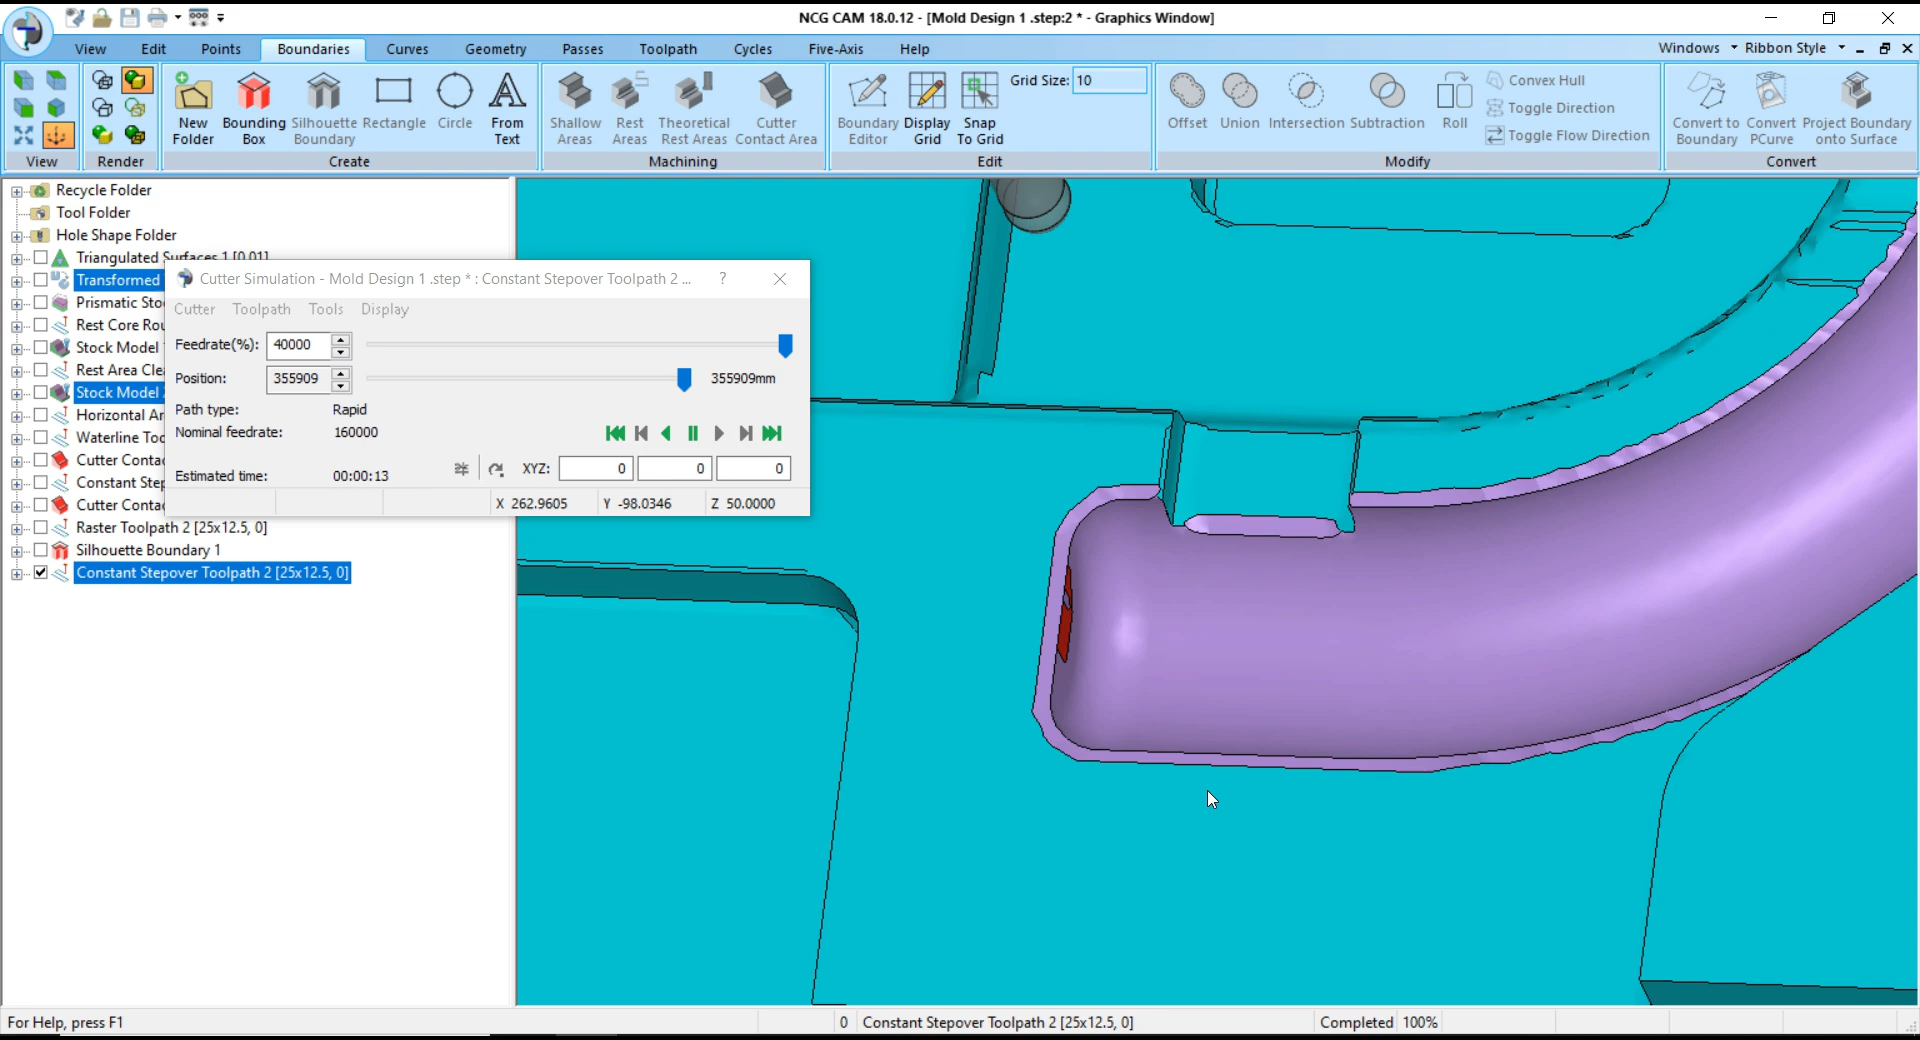 NCG CAM 18.0.12 - [Mold Design 1 .step:2 * - Graphics Window]
View Edit Points Boundaries Curves Geometry Passes Toolpath Cycles Five-Axis Help Windows Ribbon Style
New Folder
Bounding Box
Silhouette Boundary
Rectangle
Circle
From Text
Shallow Areas
Rest Areas
Theoretical Rest Areas
Cutter Contact Area
Boundary Editor
Display Grid
Snap To Grid
Grid Size: 10
Offset
Union
Intersection
Subtraction
Roll
Convex Hull
Toggle Direction
Toggle Flow Direction
Convert to Boundary
Convert PCurve
Project Boundary onto Surface
View Render Create Machining Edit Modify Convert
Recycle Folder
Tool Folder
Hole Shape Folder
Triangulated Surfaces 1 [0.01]
Transformed
Prismatic Sto
Rest Core Rou
Stock Model
Rest Area Cle
Stock Model
Horizontal Ar
Waterline Too
Cutter Conta
Constant Step
Cutter Conta
Raster Toolpath 2 [25x12.5, 0]
Silhouette Boundary 1
Constant Stepover Toolpath 2 [25x12.5, 0]
Cutter Simulation - Mold Design 1 .step * : Constant Stepover Toolpath 2 ... ?
Cutter Toolpath Tools Display
Feedrate(%): 40000
Position: 355909 355909mm
Path type: Rapid
Nominal feedrate: 160000
Estimated time: 00:00:13 XYZ: 0 0 0
X 262.9605 Y -98.0346 Z 50.0000
For Help, press F1 0 Constant Stepover Toolpath 2 [25x12.5, 0] Completed 100%